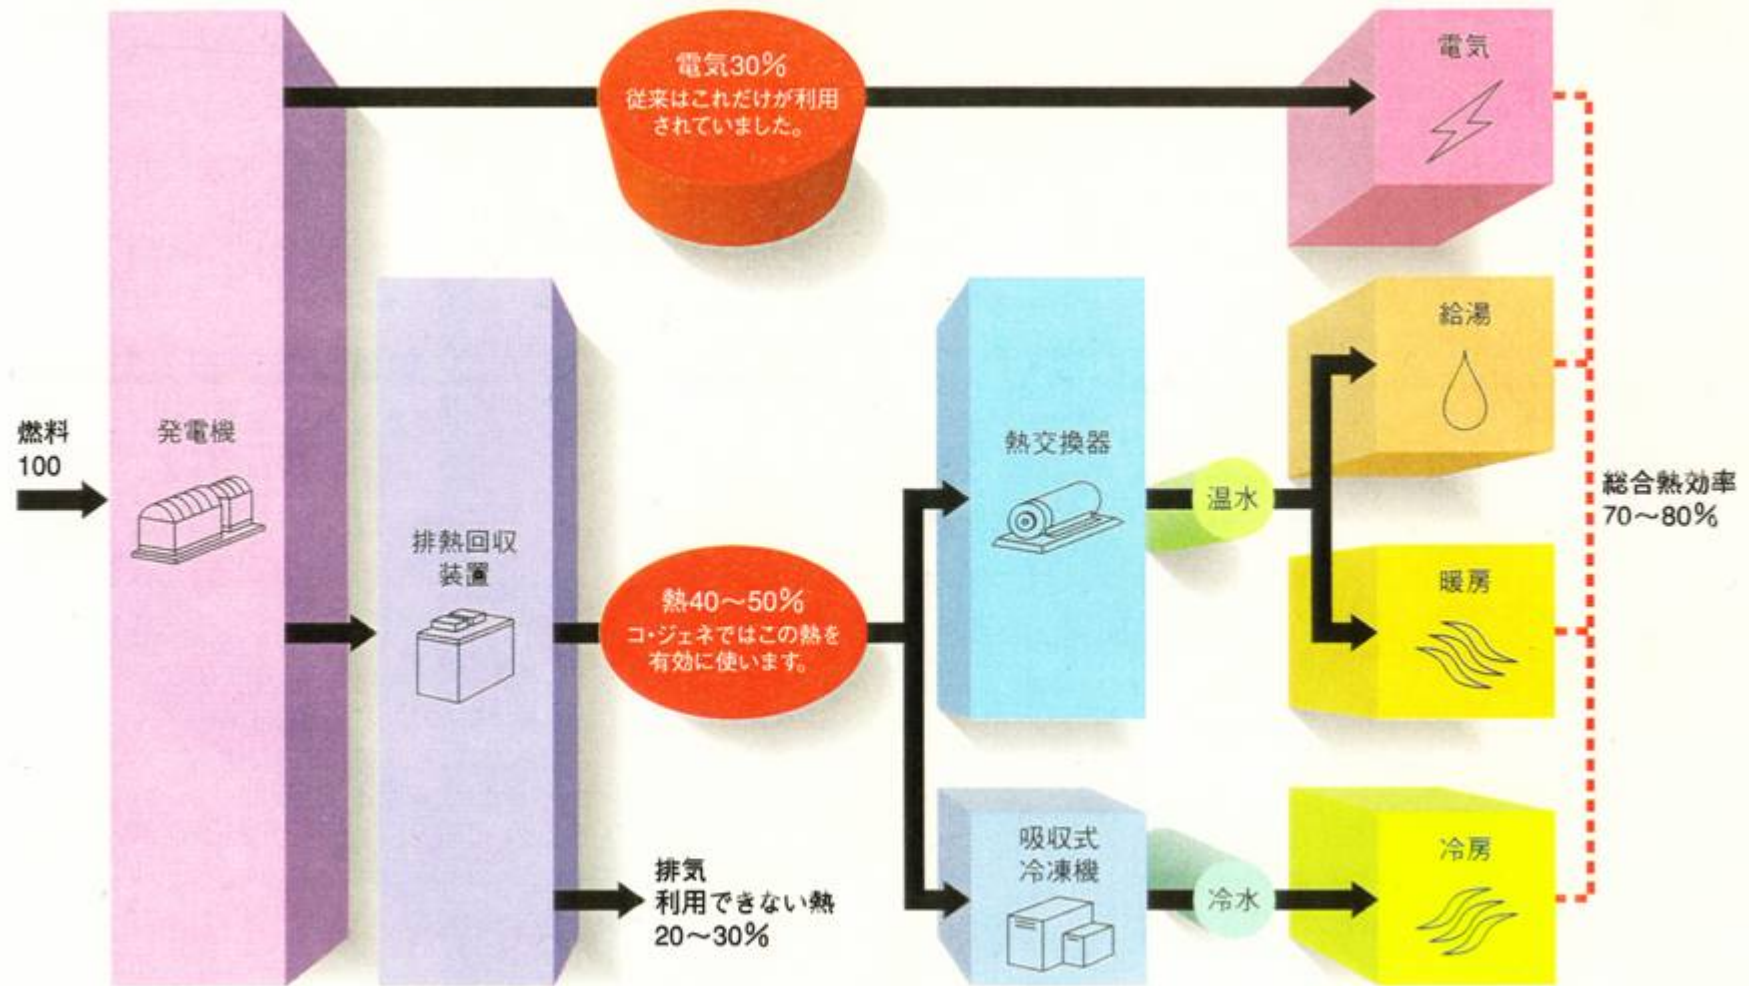 電気30%
従来はこれだけが利用
されていました。
電気
給湯
燃料
100
発電機
熱交換器
温水
総合熱効率
70〜80%
排熱回収
装置
熱40〜50%
コ・ジェネではこの熱を
有効に使います。
暖房
排気
利用できない熱
20〜30%
吸収式
冷凍機
冷水
冷房